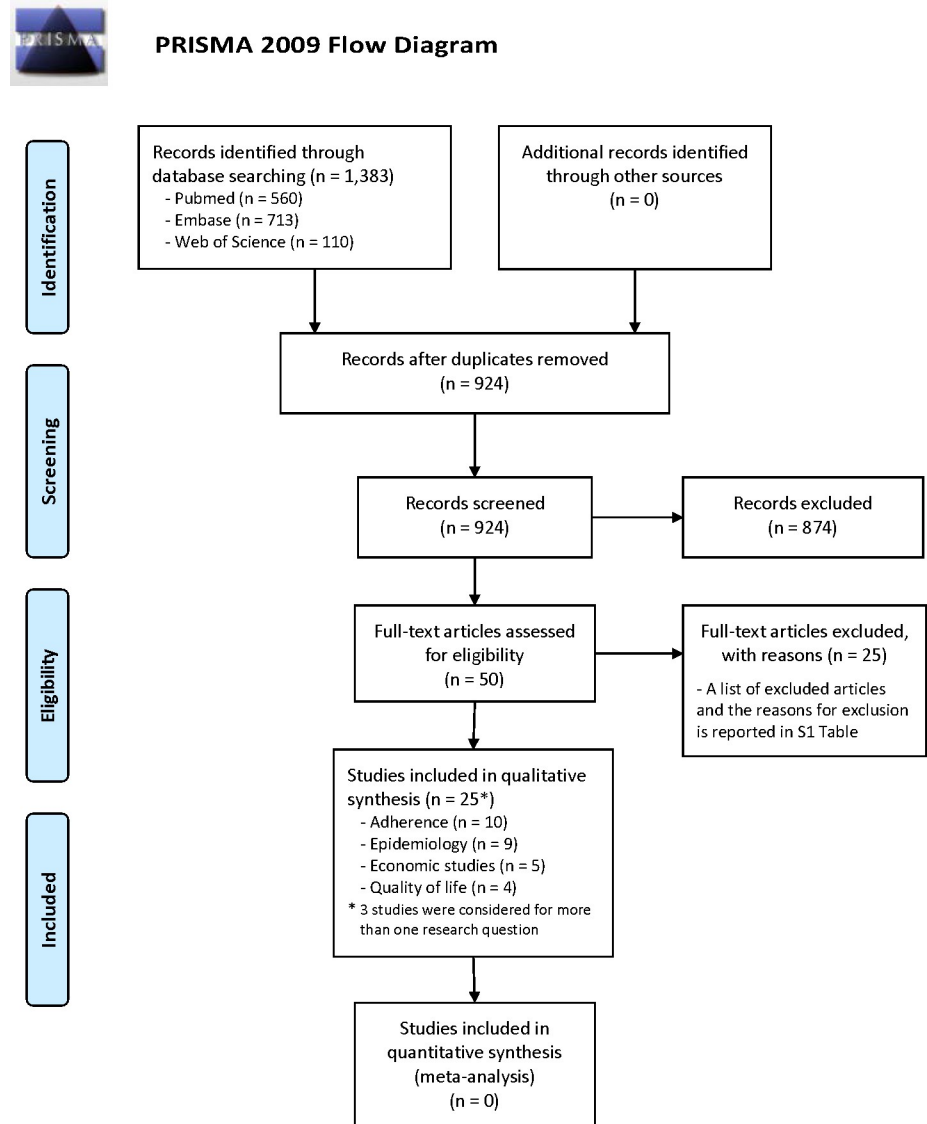 PRISMA
PRISMA 2009 Flow Diagram
Identification
Records identified through
database searching (n = 1,383)
- Pubmed (n = 560)
- Embase (n = 713)
- Web of Science (n = 110)
Additional records identified
through other sources
(n = 0)
Records after duplicates removed
(n = 924)
Screening
Records screened
(n = 924)
Records excluded
(n = 874)
Eligibility
Full-text articles assessed
for eligibility
(n = 50)
Full-text articles excluded,
with reasons (n = 25)
- A list of excluded articles
and the reasons for exclusion
is reported in S1 Table
Included
Studies included in qualitative
synthesis (n = 25*)
- Adherence (n = 10)
- Epidemiology (n = 9)
- Economic studies (n = 5)
- Quality of life (n = 4)
* 3 studies were considered for more
than one research question
Studies included in
quantitative synthesis
(meta-analysis)
(n = 0)